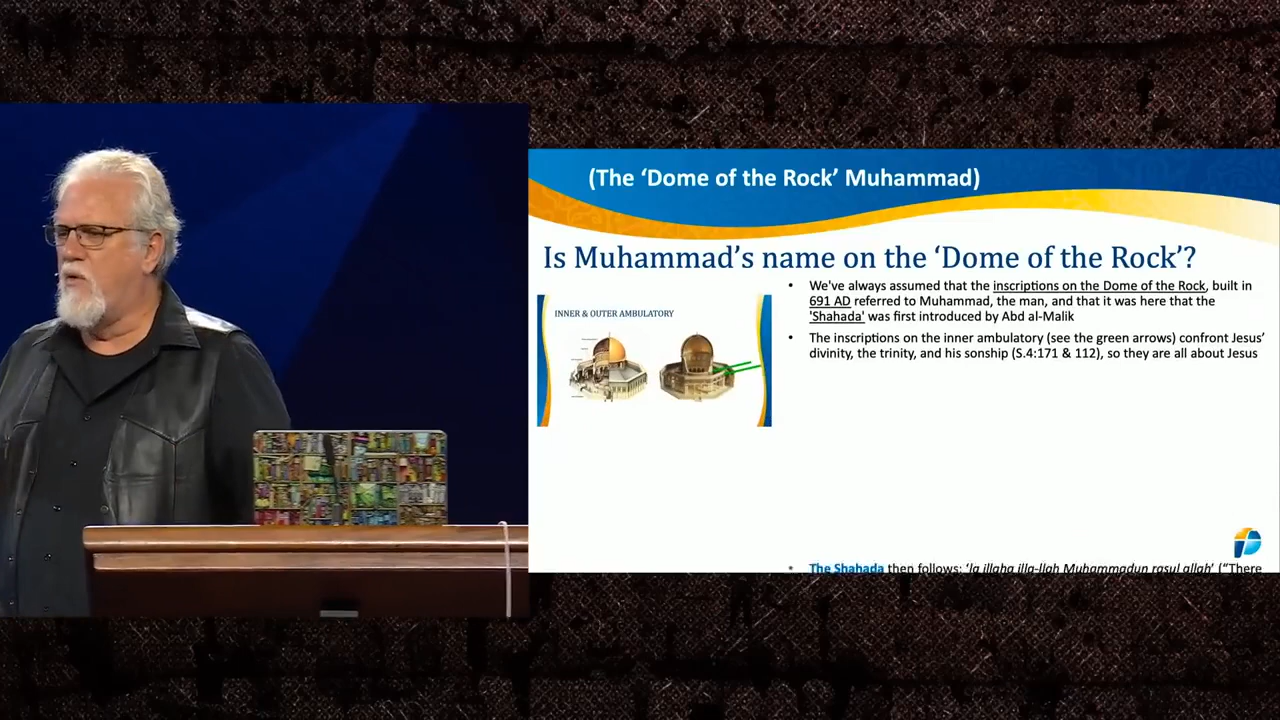 (The ‘Dome of the Rock’ Muhammad)
Is Muhammad’s name on the ‘Dome of the Rock’?
INNER & OUTER AMBULATORY
• We've always assumed that the inscriptions on the Dome of the Rock, built in
691 AD referred to Muhammad, the man, and that it was here that the
'Shahada' was first introduced by Abd al-Malik
• The inscriptions on the inner ambulatory (see the green arrows) confront Jesus’
divinity, the trinity, and his sonship (S.4:171 & 112), so they are all about Jesus
• The Shahada then follows: ‘la illaha illa-llah Muhammadun rasul allah’ (“There